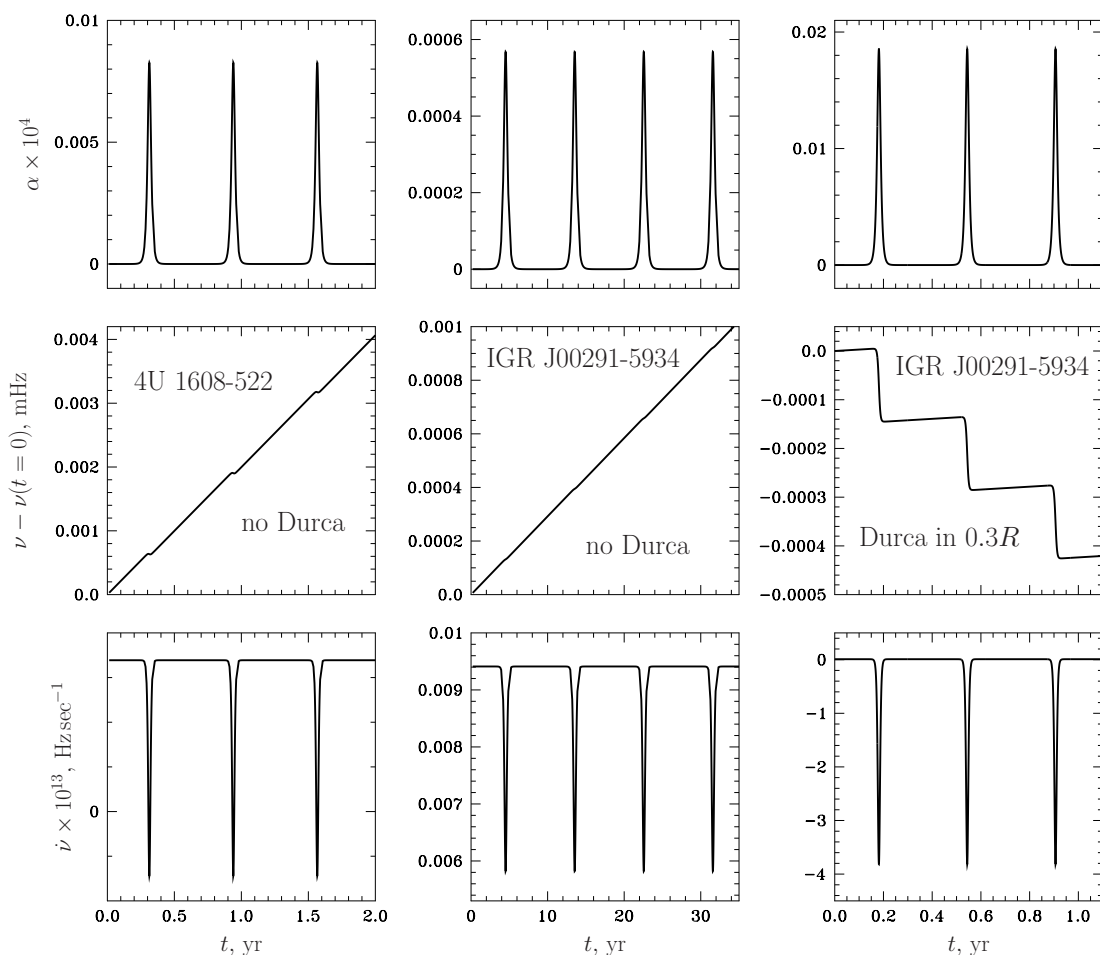 α × 10⁴
0.01
0.005
0
0.0006
0.0004
0.0002
0
0.02
0.01
0
ν − ν(t = 0), mHz
0.004
0.003
0.002
0.001
0.0
4U 1608-522
no Durca
0.001
0.0008
0.0006
0.0004
0.0002
0.0
IGR J00291-5934
no Durca
0.0
−0.0001
−0.0002
−0.0003
−0.0004
−0.0005
IGR J00291-5934
Durca in 0.3R
ν̇ × 10¹³, Hz sec⁻¹
0
0.0 0.5 1.0 1.5 2.0
t, yr
0.01
0.009
0.008
0.007
0.006
0 10 20 30
t, yr
0
−1
−2
−3
−4
0.0 0.2 0.4 0.6 0.8 1.0
t, yr